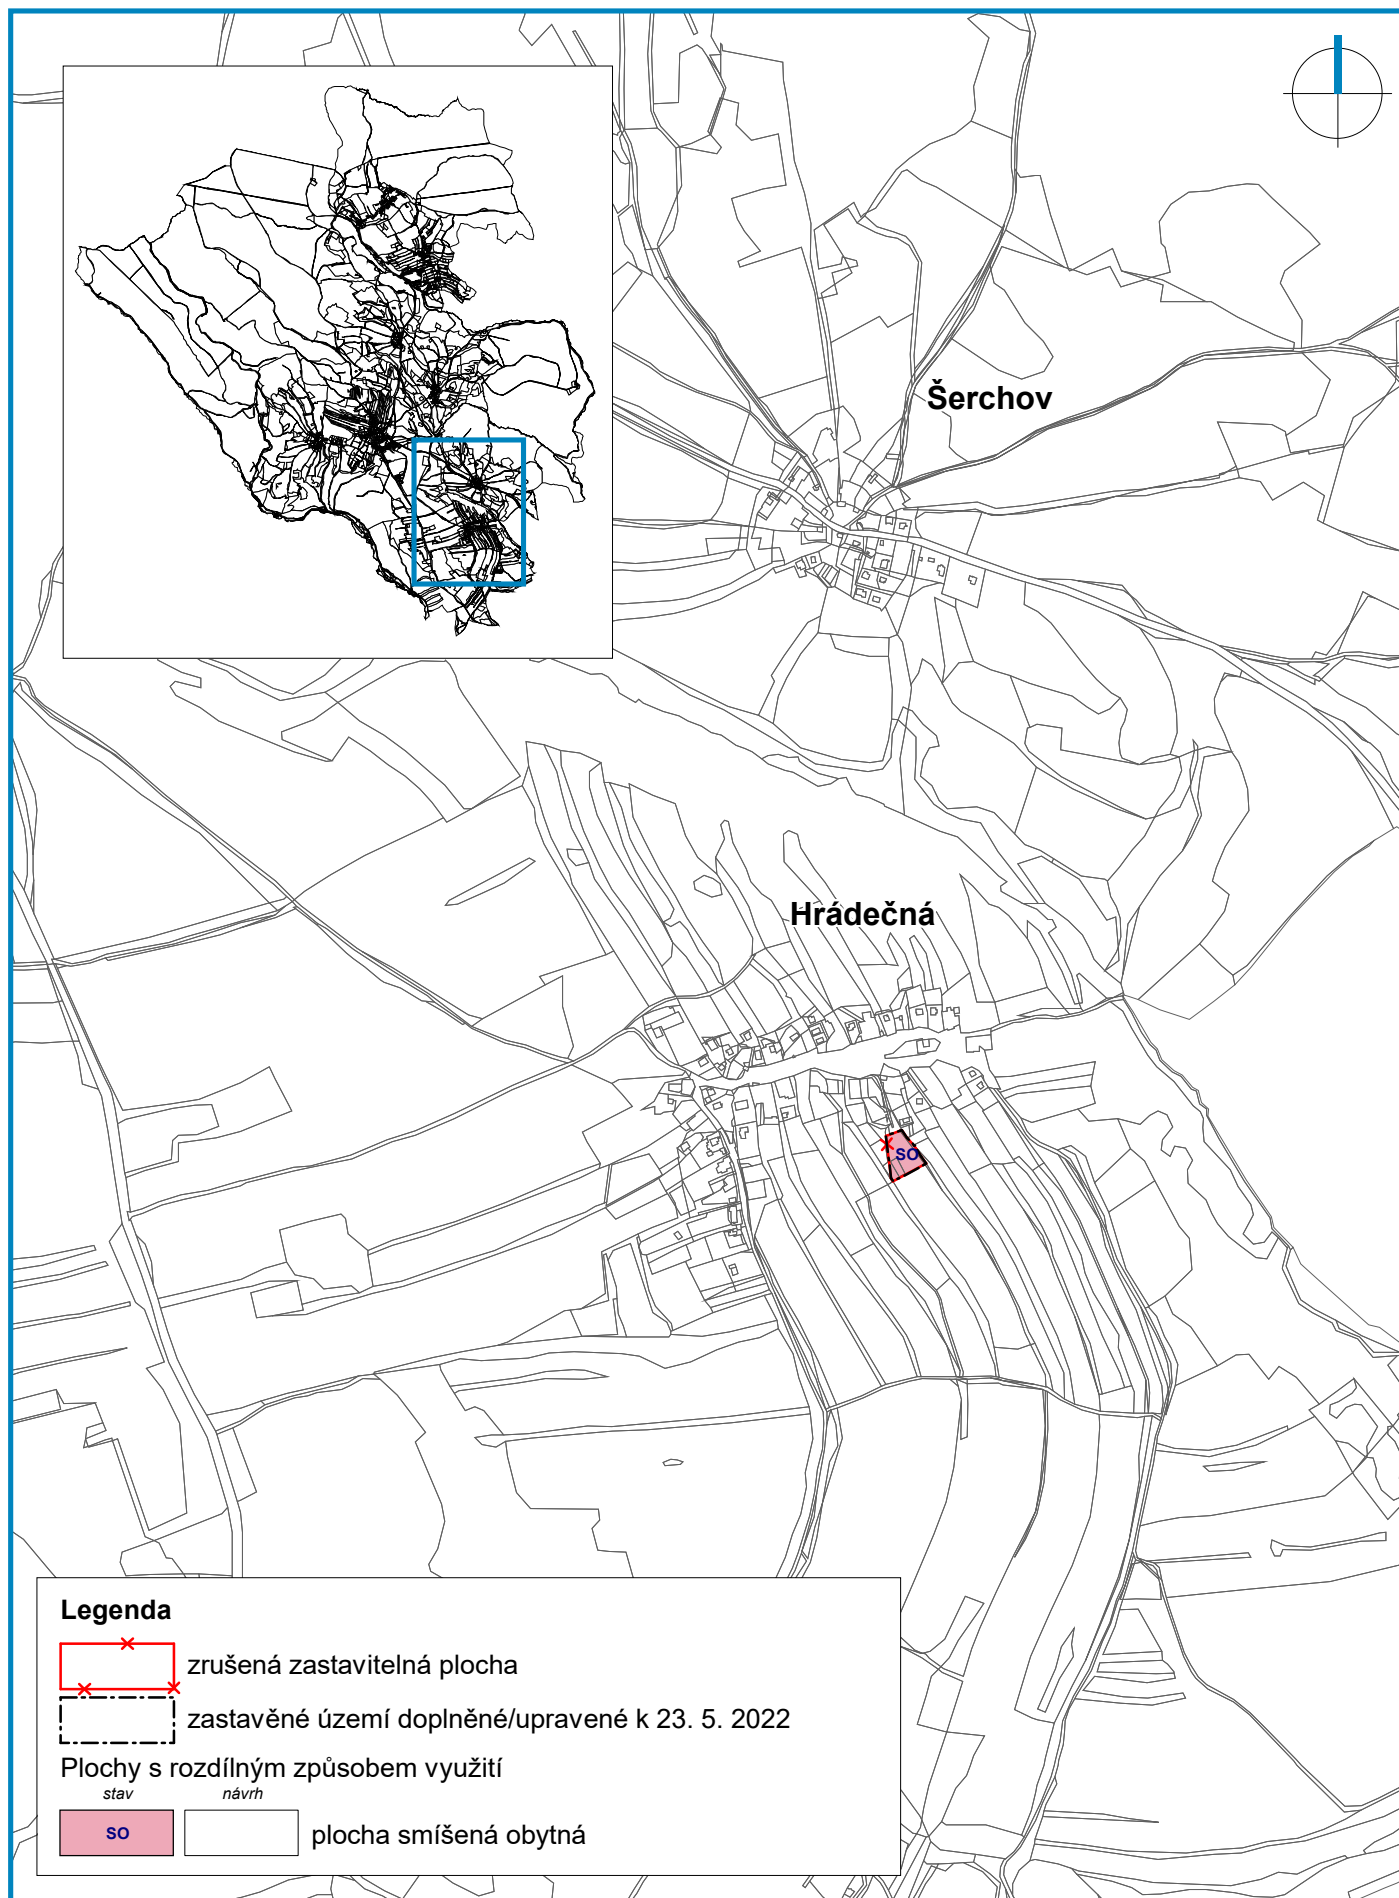 Šerchov
Hrádečná
SO
Legenda
zrušená zastavitelná plocha
zastavěné území doplněné/upravené k 23. 5. 2022
Plochy s rozdílným způsobem využití
stav návrh
SO plocha smíšená obytná